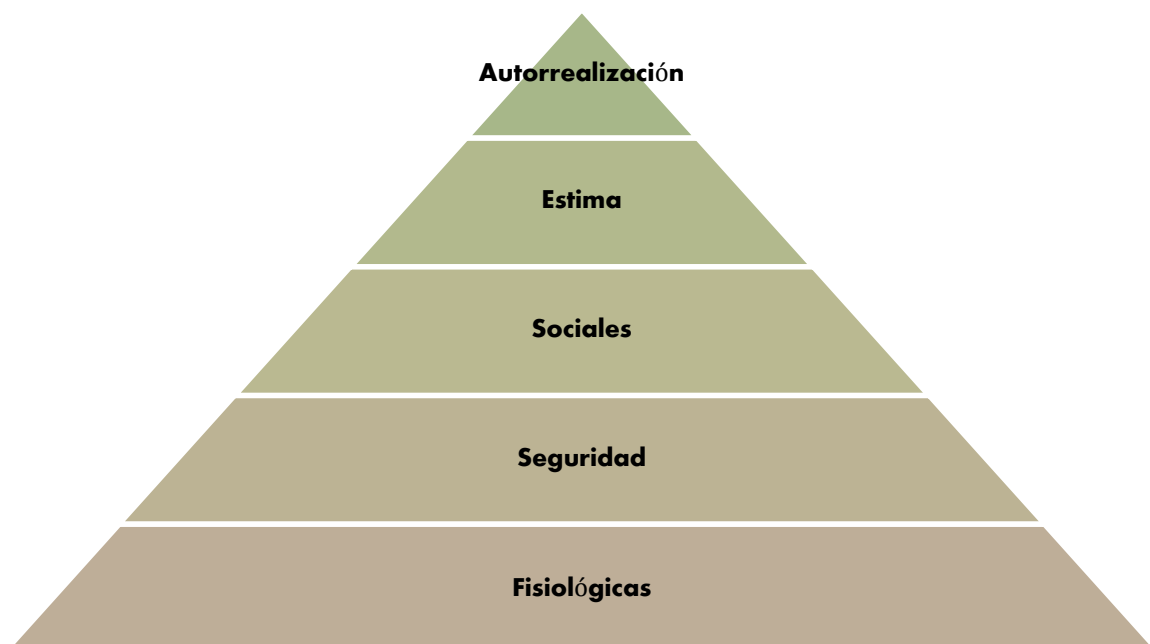 Autorrealización
Estima
Sociales
Seguridad
Fisiológicas